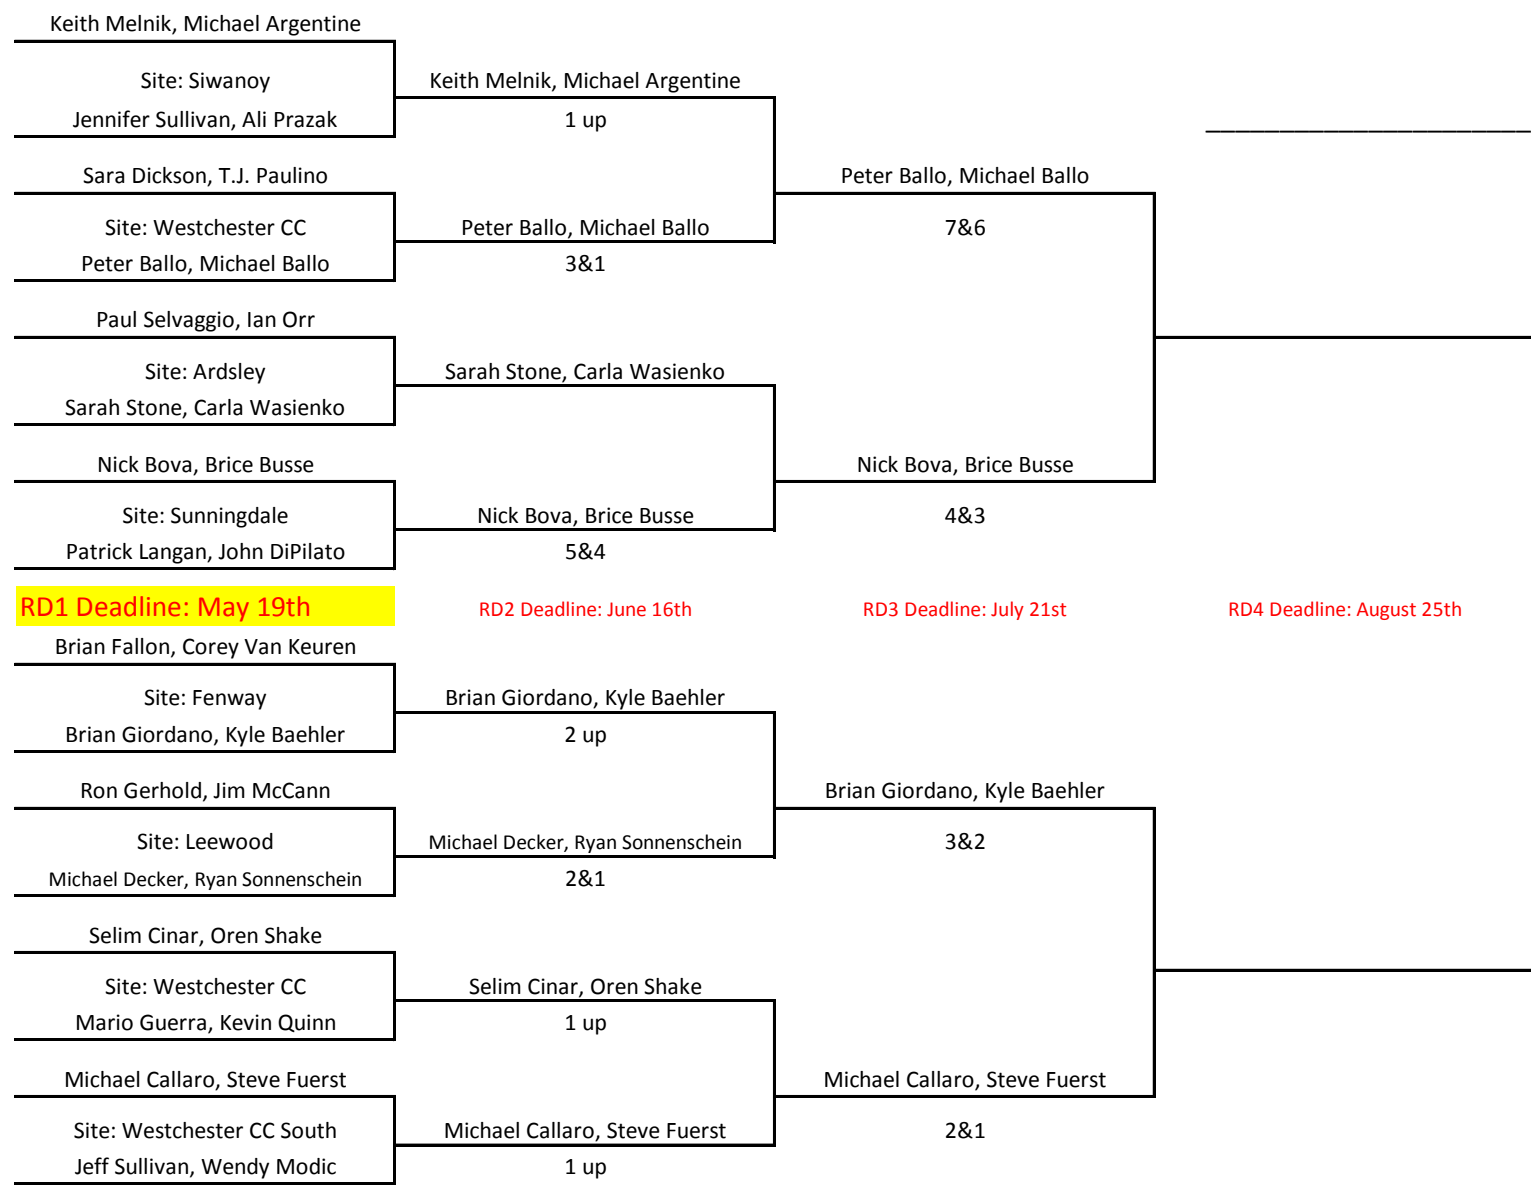 Keith Melnik, Michael Argentine
Site: Siwanoy
Keith Melnik, Michael Argentine
Jennifer Sullivan, Ali Prazak
1 up
Sara Dickson, T.J. Paulino
Peter Ballo, Michael Ballo
Site: Westchester CC
Peter Ballo, Michael Ballo
7&6
Peter Ballo, Michael Ballo
3&1
Paul Selvaggio, Ian Orr
Site: Ardsley
Sarah Stone, Carla Wasienko
Sarah Stone, Carla Wasienko
Nick Bova, Brice Busse
Nick Bova, Brice Busse
Site: Sunningdale
Nick Bova, Brice Busse
4&3
Patrick Langan, John DiPilato
5&4
RD1 Deadline: May 19th
RD2 Deadline: June 16th
RD3 Deadline: July 21st
RD4 Deadline: August 25th
Brian Fallon, Corey Van Keuren
Site: Fenway
Brian Giordano, Kyle Baehler
Brian Giordano, Kyle Baehler
2 up
Ron Gerhold, Jim McCann
Brian Giordano, Kyle Baehler
Site: Leewood
Michael Decker, Ryan Sonnenschein
3&2
Michael Decker, Ryan Sonnenschein
2&1
Selim Cinar, Oren Shake
Site: Westchester CC
Selim Cinar, Oren Shake
Mario Guerra, Kevin Quinn
1 up
Michael Callaro, Steve Fuerst
Michael Callaro, Steve Fuerst
Site: Westchester CC South
Michael Callaro, Steve Fuerst
2&1
Jeff Sullivan, Wendy Modic
1 up